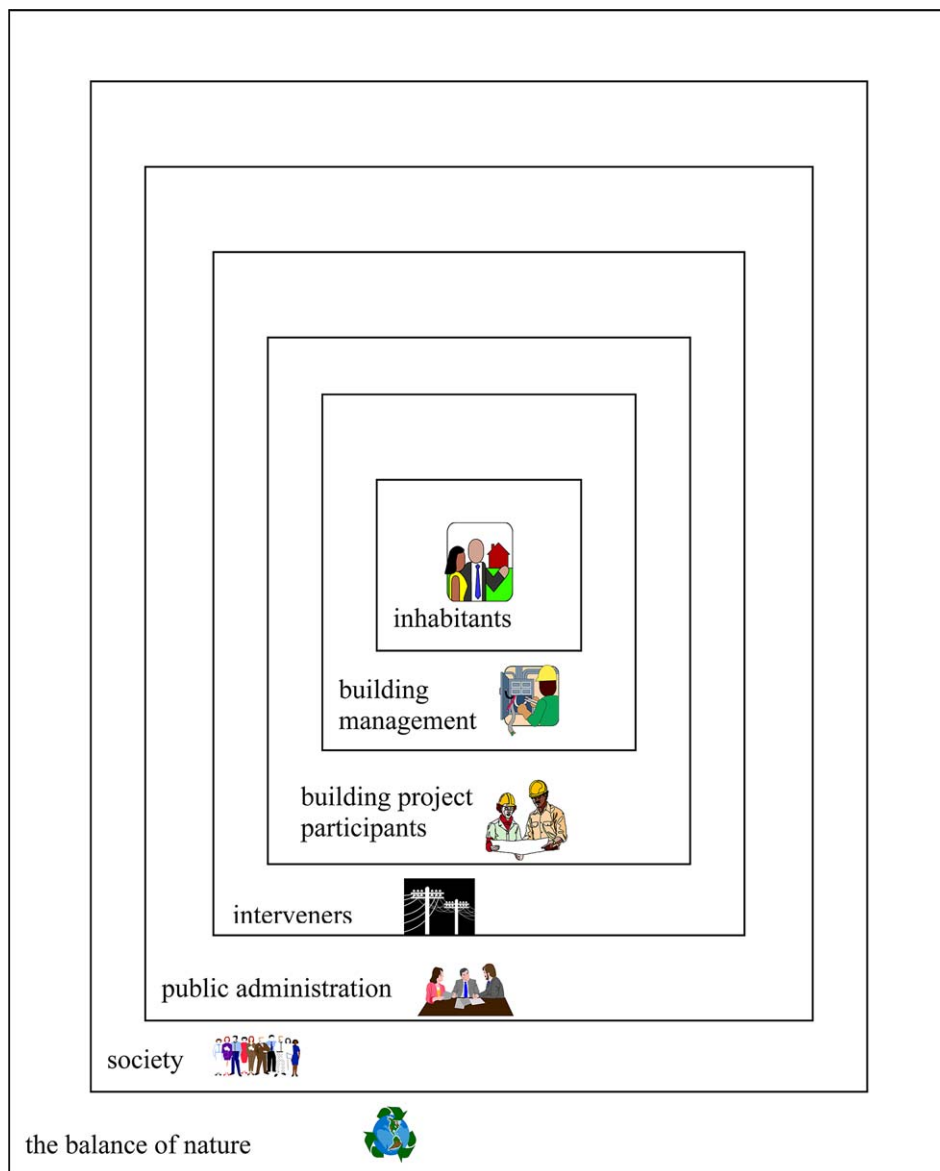 inhabitants
building
management
building project
participants
interveners
public administration
society
the balance of nature